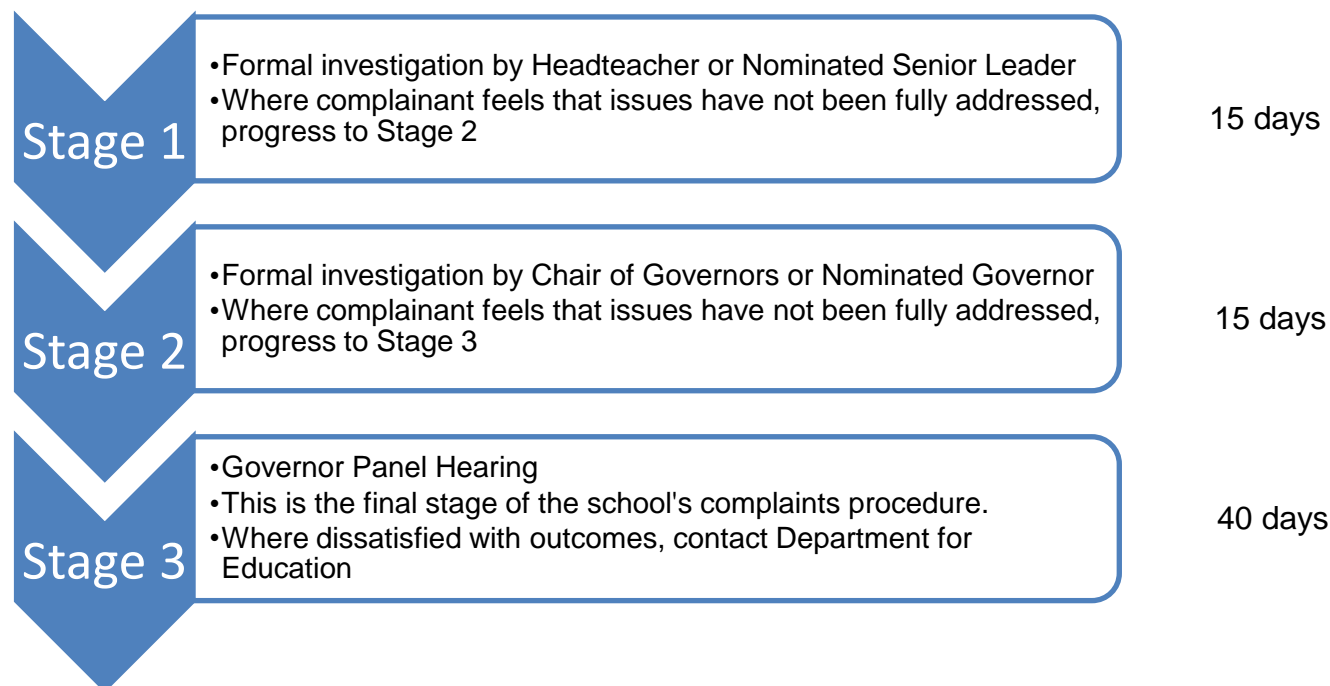 Stage 1
•Formal investigation by Headteacher or Nominated Senior Leader
•Where complainant feels that issues have not been fully addressed,
progress to Stage 2
15 days
Stage 2
•Formal investigation by Chair of Governors or Nominated Governor
•Where complainant feels that issues have not been fully addressed,
progress to Stage 3
15 days
Stage 3
•Governor Panel Hearing
•This is the final stage of the school's complaints procedure.
•Where dissatisfied with outcomes, contact Department for
Education
40 days